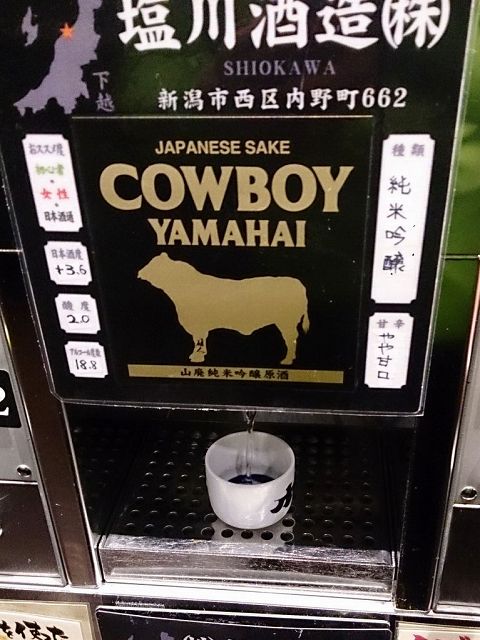 塩川酒造㈱
下越
SHIOKAWA
新潟市西区内野町662
おススメ度
初心者
・
女性
・
日本酒通
日本酒度
+3.6
酸度
2.0
アルコール度数
18.8
JAPANESE SAKE
COWBOY
YAMAHAI
山廃純米吟醸原酒
種類
純米吟醸
甘辛
やや甘口
2